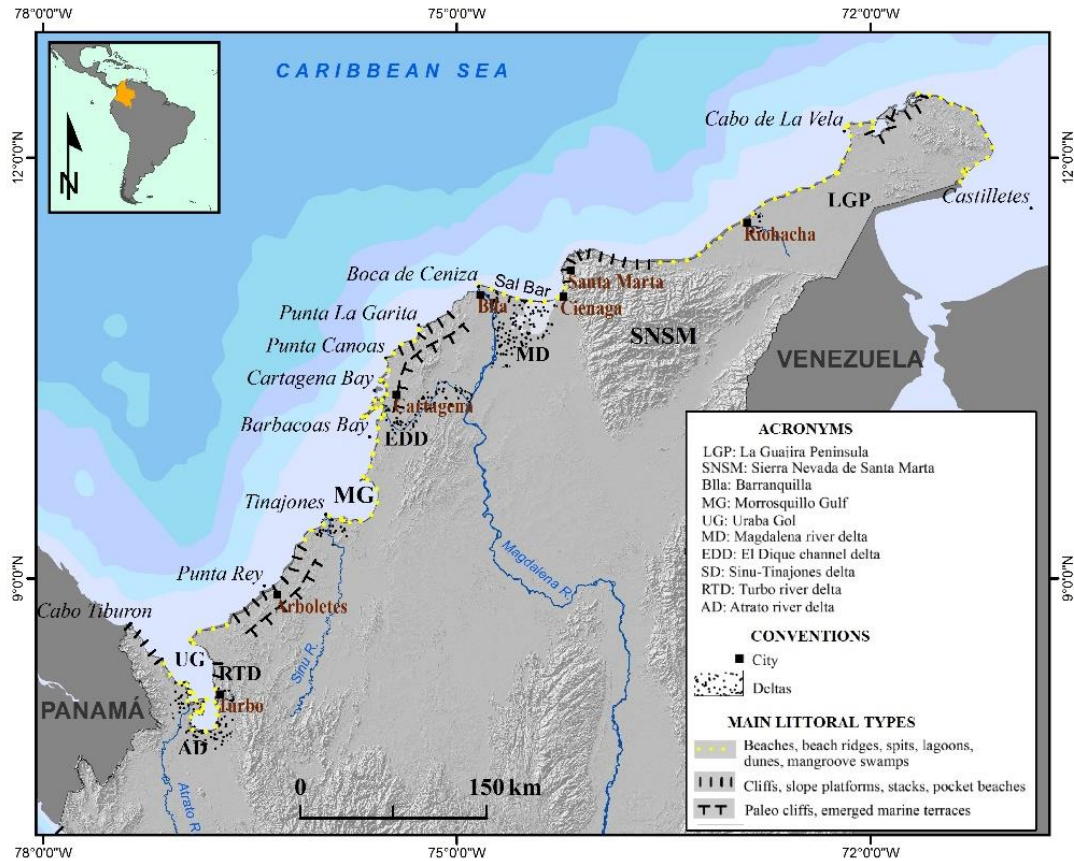 78°0'0"W
75°0'0"W
72°0'0"W
CARIBBEAN SEA
N
Cabo de La Vela
12°0'0"N
12°0'0"N
LGP
Castilletes
Riohacha
Boca de Ceniza
Sal Bar
Santa Marta
Blla
Cienaga
Punta La Garita
MD
SNSM
Punta Canoas
VENEZUELA
Cartagena Bay
Cartagena
Barbacoas Bay
EDD
Tinajones
MG
Magdalena R.
Punta Rey
9°0'0"N
9°0'0"N
Arboletes
Cabo Tiburon
Sinu R.
UG
RTD
Turbo
PANAMÁ
AD
Atrato R
0
150 km
ACRONYMS
LGP: La Guajira Peninsula
SNSM: Sierra Nevada de Santa Marta
Blla: Barranquilla
MG: Morrosquillo Gulf
UG: Uraba Gol
MD: Magdalena river delta
EDD: El Dique channel delta
SD: Sinu-Tinajones delta
RTD: Turbo river delta
AD: Atrato river delta
CONVENTIONS
City
Deltas
MAIN LITTORAL TYPES
Beaches, beach ridges, spits, lagoons,
dunes, mangroove swamps
Cliffs, slope platforms, stacks, pocket beaches
Paleo cliffs, emerged marine terraces
78°0'0"W
75°0'0"W
72°0'0"W